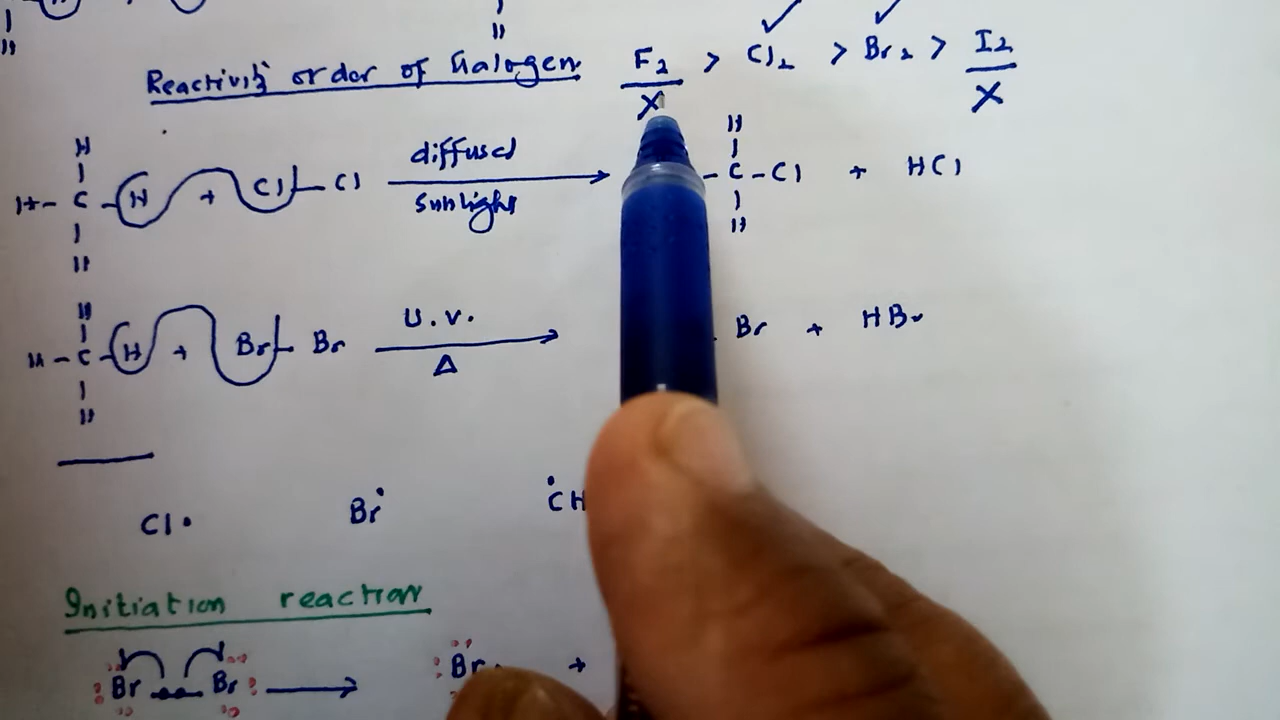 H
Reactivity order of Halogen F₂ > Cl₂ > Br₂ > I₂
X X
H H
H - C - H + Cl - Cl diffused sunlight → - C - Cl + HCl
H H
H
H - C - H + Br - Br U.V. Δ → Br + HBr
H
Cl• Br• •CH
Initiation reaction
:Br — Br: → :Br +